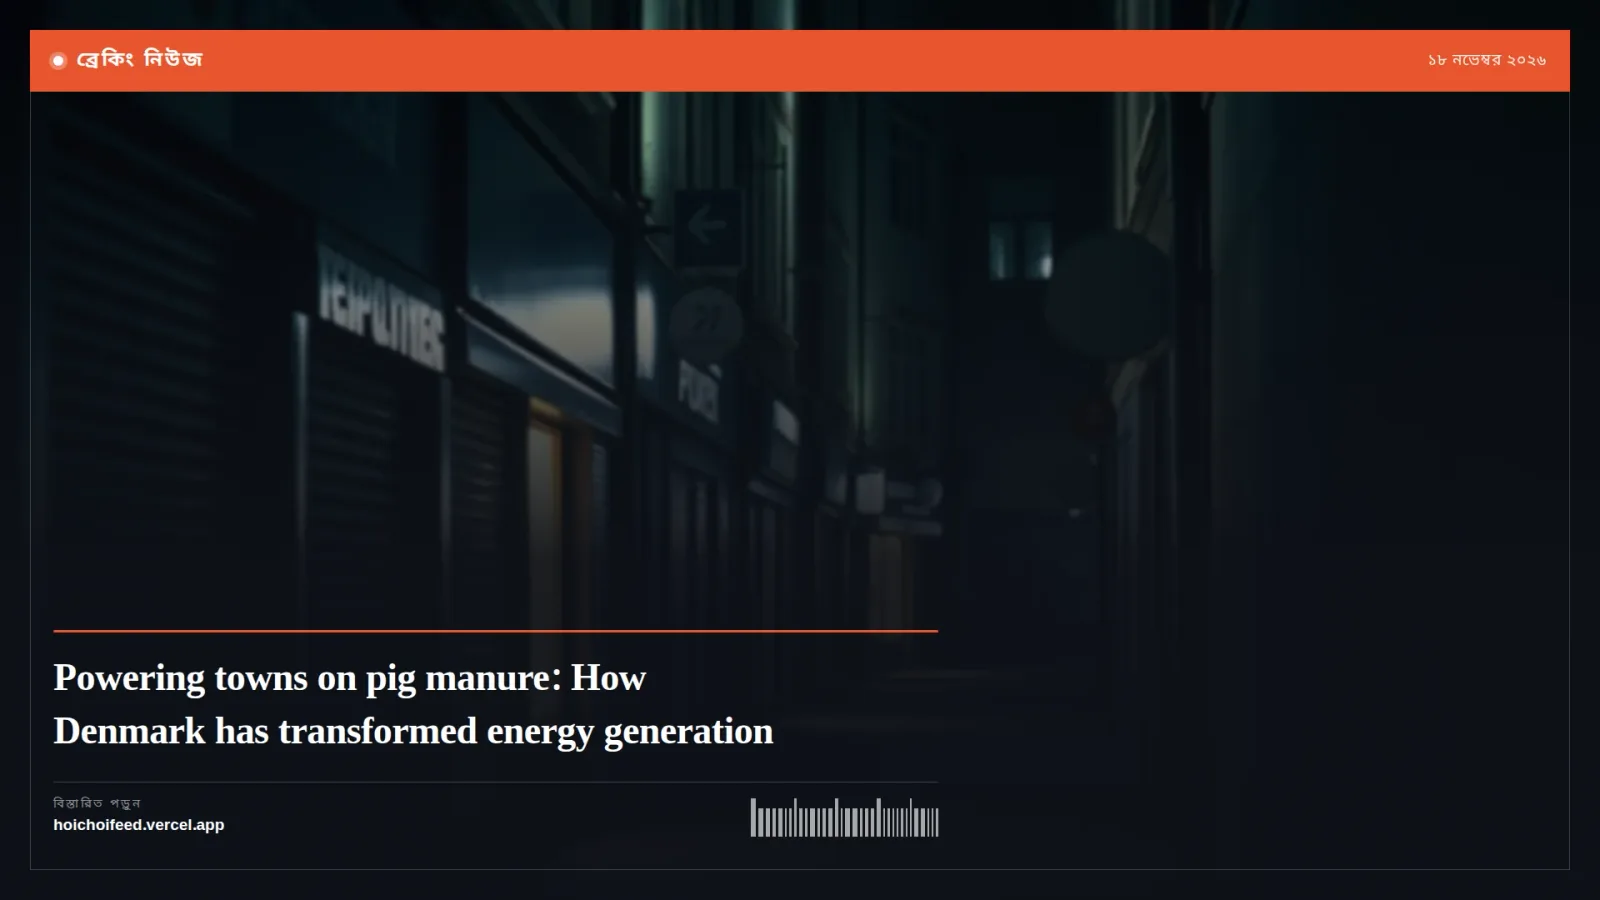 ব্রেকিং নিউজ
১৮ নভেম্বর ২০২৬
Powering towns on pig manure: How
Denmark has transformed energy generation
বিস্তারিত পড়ুন
hoichoifeed.vercel.app